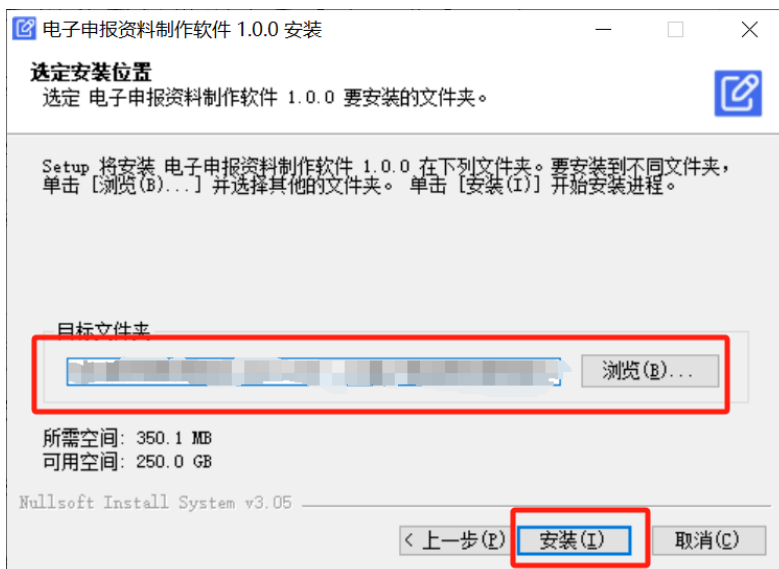 电子申报资料制作软件 1.0.0 安装
选定安装位置
选定 电子申报资料制作软件 1.0.0 要安装的文件夹。
Setup 将安装 电子申报资料制作软件 1.0.0 在下列文件夹。要安装到不同文件夹，
单击 [浏览(B)...] 并选择其他的文件夹。 单击 [安装(I)] 开始安装进程。
目标文件夹
浏览(B)...
所需空间: 350.1 MB
可用空间: 250.0 GB
Nullsoft Install System v3.05
< 上一步(P) 安装(I) 取消(C)